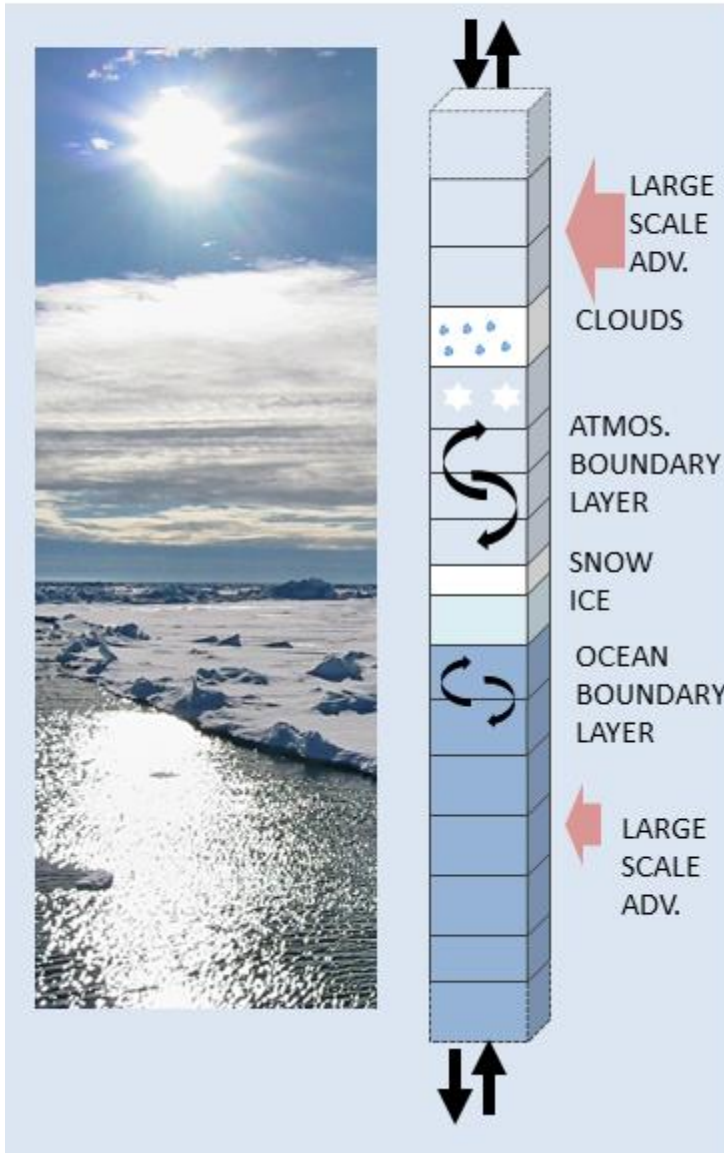 LARGE
SCALE
ADV.
CLOUDS
ATMOS.
BOUNDARY
LAYER
SNOW
ICE
OCEAN
BOUNDARY
LAYER
LARGE
SCALE
ADV.